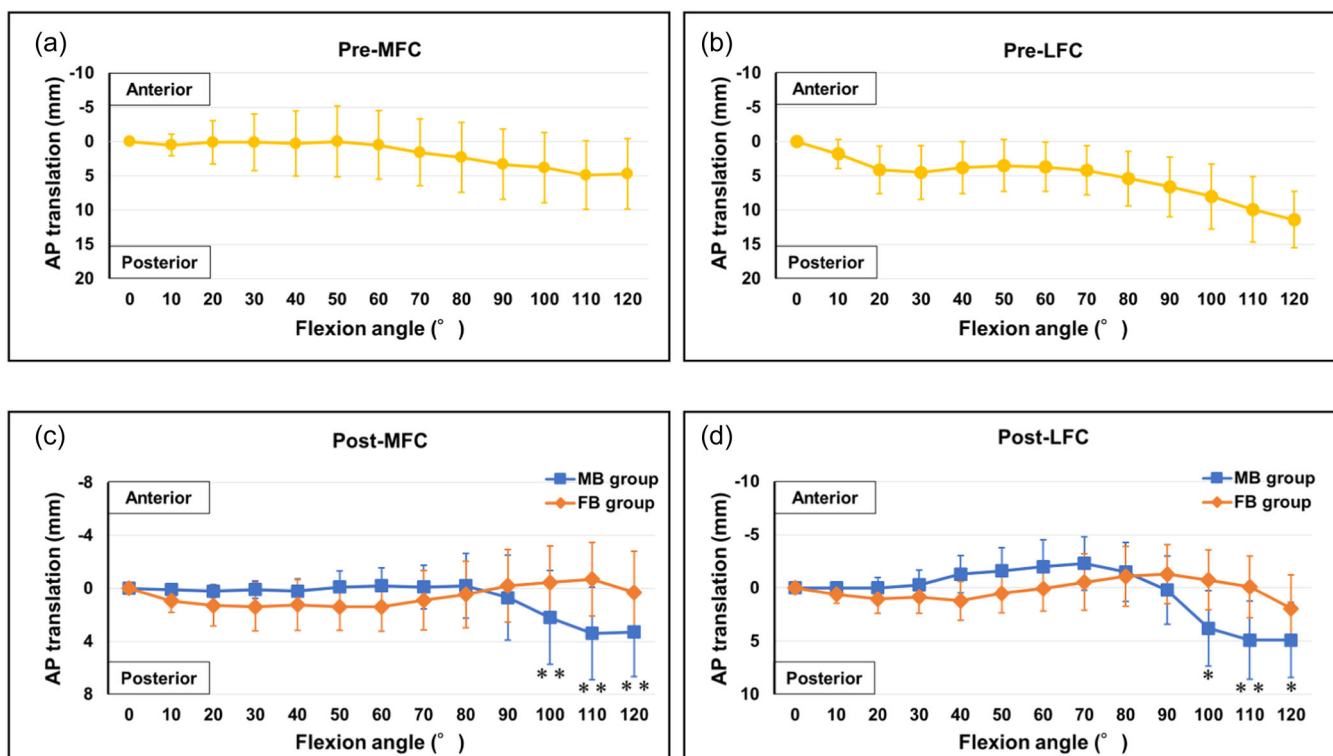 (a)
Pre-MFC
AP translation (mm)
-10
-5
0
5
10
15
20
Anterior
Posterior
0 10 20 30 40 50 60 70 80 90 100 110 120
Flexion angle (°)
(b)
Pre-LFC
AP translation (mm)
-10
-5
0
5
10
15
20
Anterior
Posterior
0 10 20 30 40 50 60 70 80 90 100 110 120
Flexion angle (°)
(c)
Post-MFC
MB group
FB group
AP translation (mm)
-8
-4
0
4
8
Anterior
Posterior
** ** **
0 10 20 30 40 50 60 70 80 90 100 110 120
Flexion angle (°)
(d)
Post-LFC
MB group
FB group
AP translation (mm)
-10
-5
0
5
10
Anterior
Posterior
* ** *
0 10 20 30 40 50 60 70 80 90 100 110 120
Flexion angle (°)